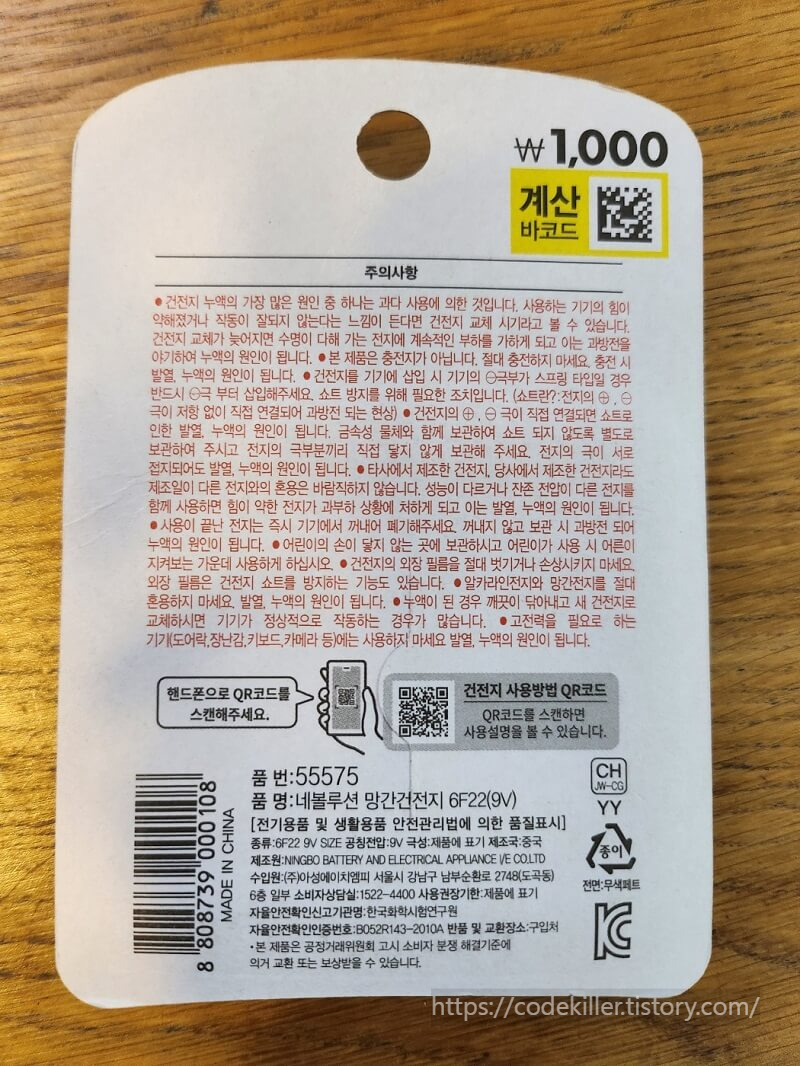 ₩1,000
계산
바코드
주의사항
● 건전지 누액의 가장 많은 원인 중 하나는 과다 사용에 의한 것입니다. 사용하는 기기의 힘이
약해졌거나 작동이 잘되지 않는다는 느낌이 든다면 건전지 교체 시기라고 볼 수 있습니다.
건전지 교체가 늦어지면 수명이 다해 가는 전지에 계속적인 부하를 가하게 되고 이는 과방전을
야기하여 누액의 원인이 됩니다. ● 본 제품은 충전지가 아닙니다. 절대 충전하지 마세요. 충전 시
발열, 누액의 원인이 됩니다. ● 건전지를 기기에 삽입 시 기기의 ⊖극부가 스프링 타입일 경우
반드시 ⊖극 부터 삽입해주세요. 쇼트 방지를 위해 필요한 조치입니다. (쇼트란?:전지의 ⊕, ⊖
극이 저항 없이 직접 연결되어 과방전 되는 현상) ● 건전지의 ⊕, ⊖ 극이 직접 연결되면 쇼트로
인한 발열, 누액의 원인이 됩니다. 금속성 물체와 함께 보관하여 쇼트 되지 않도록 별도로
보관하여 주시고 전지의 극부분끼리 직접 닿지 않게 보관해 주세요. 전지의 극이 서로
접지되어도 발열, 누액의 원인이 됩니다. ● 타사에서 제조한 건전지, 당사에서 제조한 건전지라도
제조일이 다른 전지와의 혼용은 바람직하지 않습니다. 성능이 다르거나 잔존 전압이 다른 전지를
함께 사용하면 힘이 약한 전지가 과부하 상황에 처하게 되고 이는 발열, 누액의 원인이 됩니다.
● 사용이 끝난 전지는 즉시 기기에서 꺼내어 폐기해주세요. 꺼내지 않고 보관 시 과방전 되어
누액의 원인이 됩니다. ● 어린이의 손이 닿지 않는 곳에 보관하시고 어린이가 사용 시 어른이
지켜보는 가운데 사용하게 하십시오. ● 건전지의 외장 필름을 절대 벗기거나 손상시키지 마세요.
외장 필름은 건전지 쇼트를 방지하는 기능도 있습니다. ● 알카라인전지와 망간전지를 절대
혼용하지 마세요. 발열, 누액의 원인이 됩니다. ● 누액이 된 경우 깨끗이 닦아내고 새 건전지로
교체하시면 기기가 정상적으로 작동하는 경우가 많습니다. ● 고전력을 필요로 하는
기기(도어락,장난감,키보드,카메라 등)에는 사용하지 마세요 발열, 누액의 원인이 됩니다.
핸드폰으로 QR코드를
스캔해주세요.
건전지 사용방법 QR코드
QR코드를 스캔하면
사용설명을 볼 수 있습니다.
품 번:55575
품 명:네볼루션 망간건전지 6F22(9V)
[전기용품 및 생활용품 안전관리법에 의한 품질표시]
종류:6F22 9V SIZE 공칭전압:9V 극성:제품에 표기 제조국:중국
제조원:NINGBO BATTERY AND ELECTRICAL APPLIANCE I/E CO.LTD
수입원:(주)아성에이치엠피 서울시 강남구 남부순환로 2748(도곡동)
6층 일부 소비자상담실:1522-4400 사용권장기한:제품에 표기
자율안전확인신고기관명:한국화학시험연구원
자율안전확인인증번호:B052R143-2010A 반품 및 교환장소:구입처
• 본 제품은 공정거래위원회 고시 소비자 분쟁 해결기준에
의거 교환 또는 보상받을 수 있습니다.
8 808739 000108
MADE IN CHINA
CH
JW-CG
YY
종이
전면:무색페트
KC
https://codekiller.tistory.com/